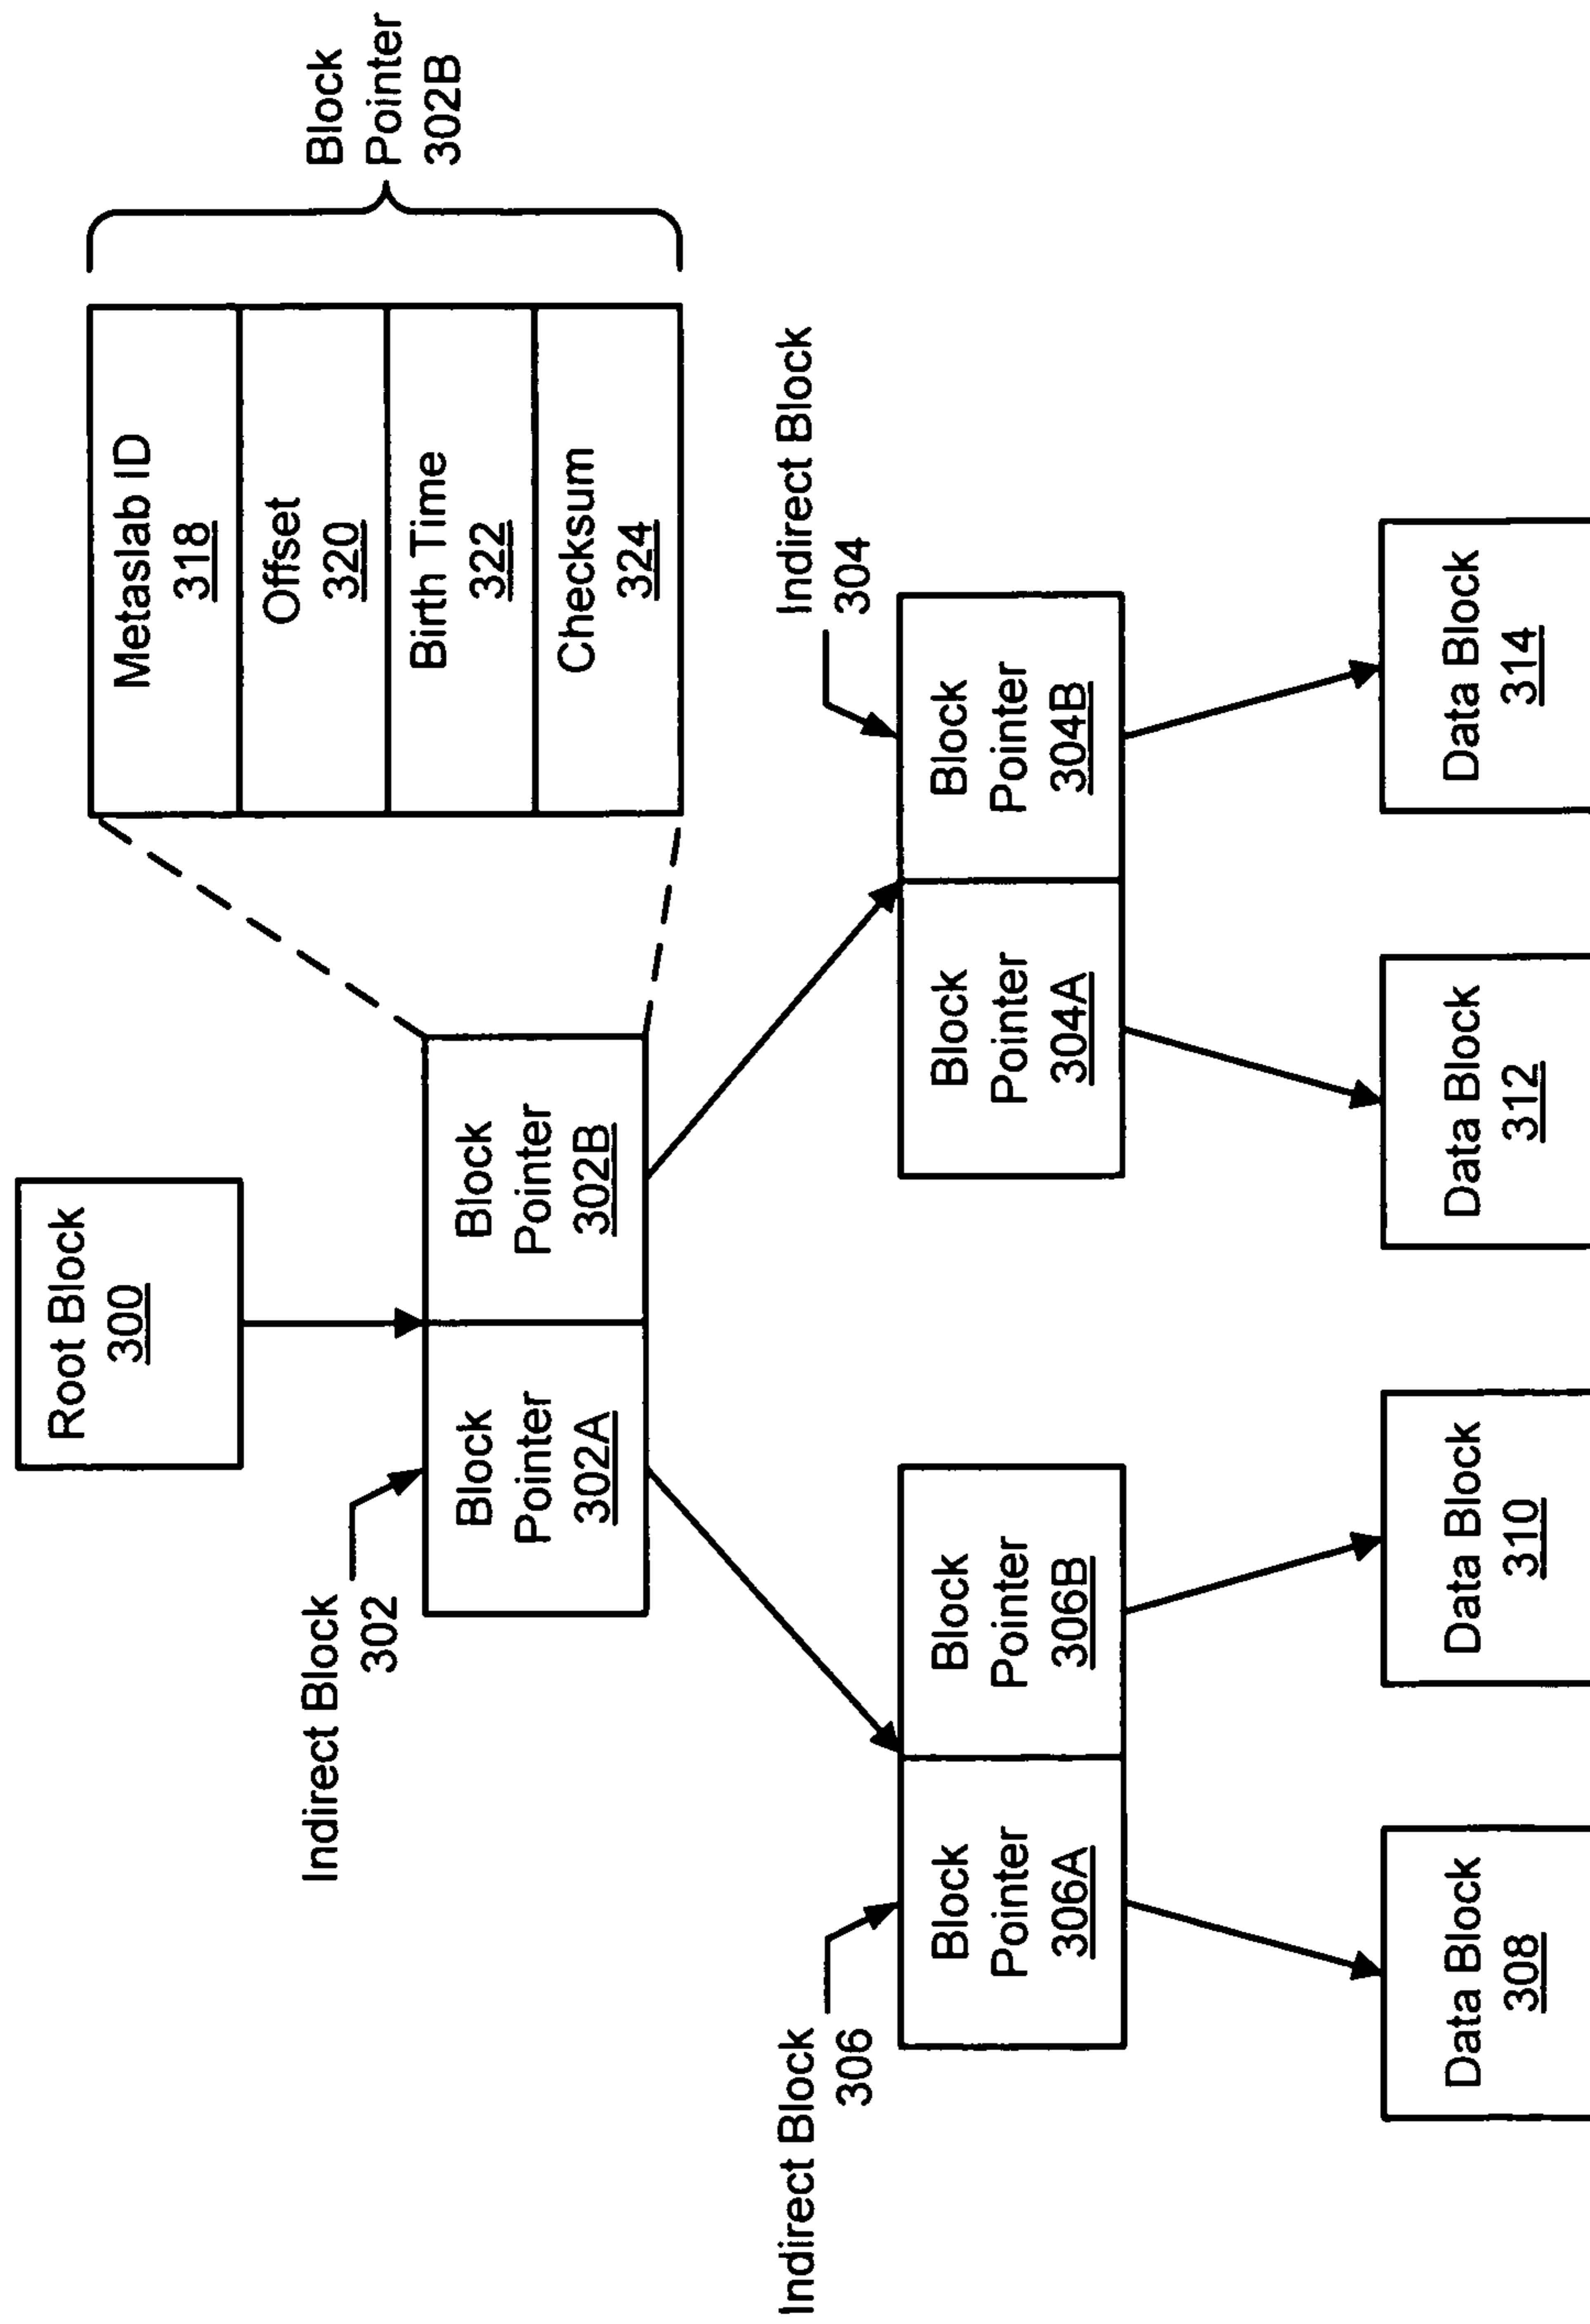 Root Block
300
Metaslab ID
318
Offset
320
Birth Time
322
Checksum
324
Block
Pointer
302B
Indirect Block
302
Block
Pointer
302A
Block
Pointer
302B
Indirect Block
306
Block
Pointer
306A
Block
Pointer
306B
Indirect Block
304
Block
Pointer
304A
Block
Pointer
304B
Data Block
308
Data Block
310
Data Block
312
Data Block
314